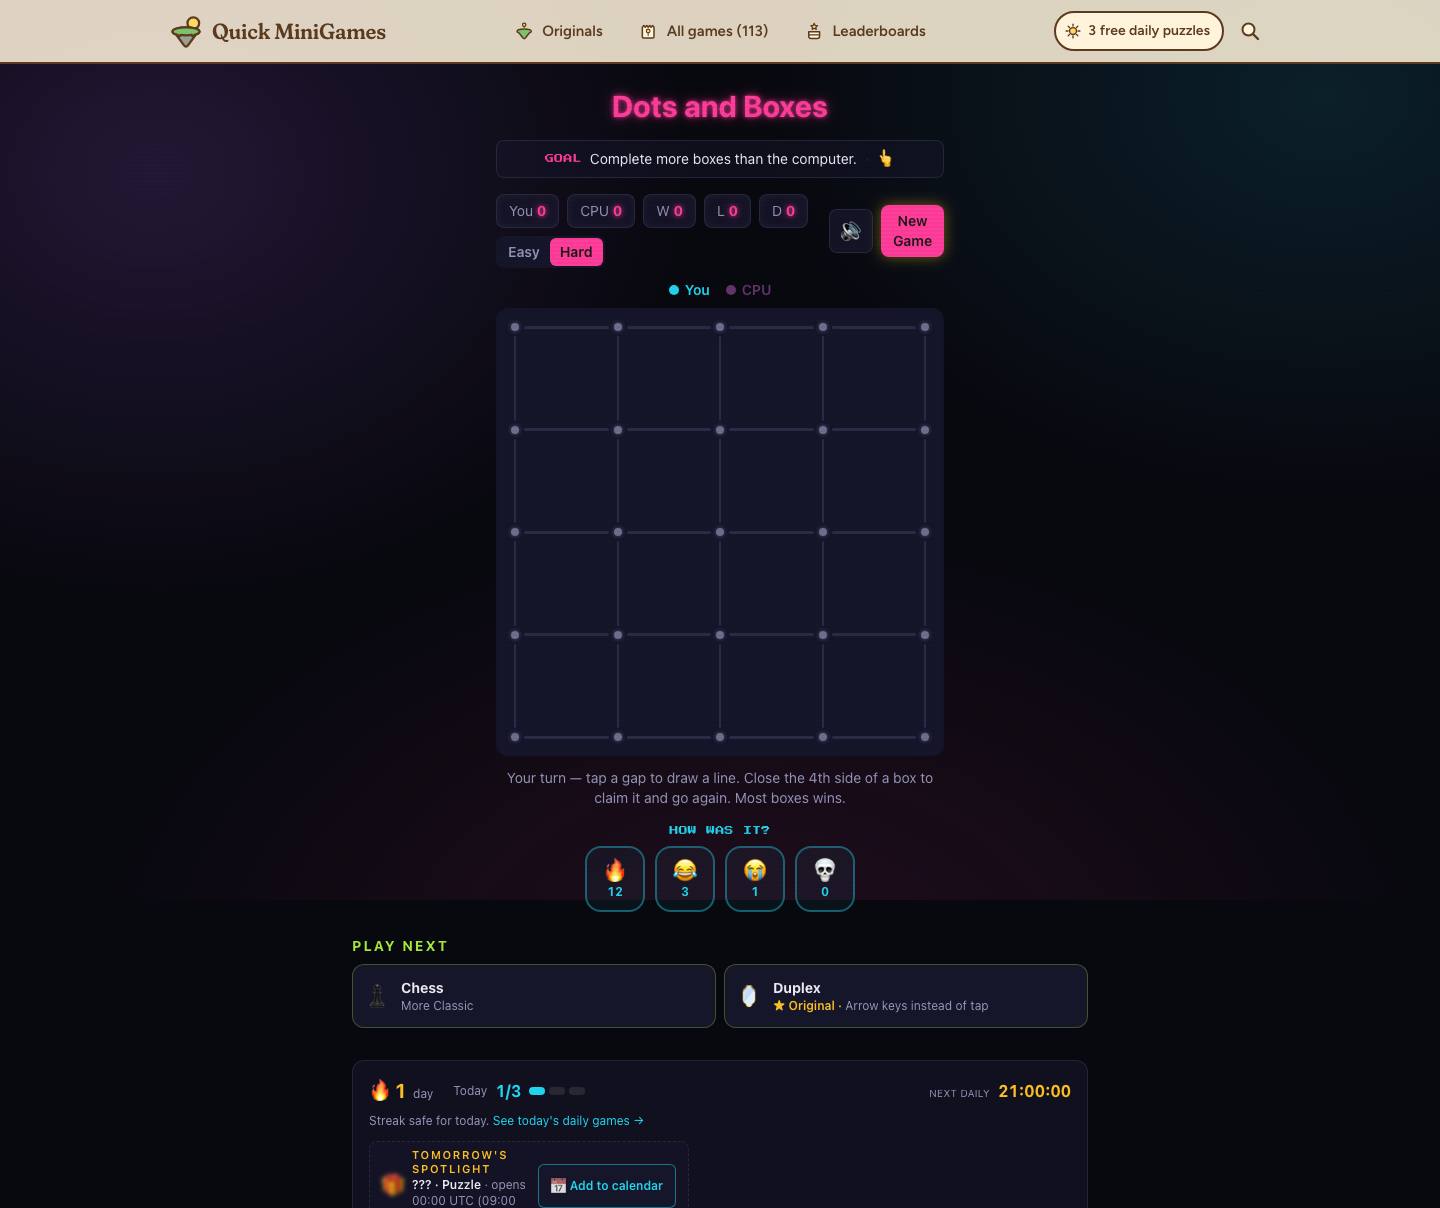 Quick MiniGames
Originals
All games (113)
Leaderboards
3 free daily puzzles
Dots and Boxes
GOAL Complete more boxes than the computer.
You 0
CPU 0
W 0
L 0
D 0
New
Game
Easy
Hard
You
CPU
Your turn — tap a gap to draw a line. Close the 4th side of a box to
claim it and go again. Most boxes wins.
HOW WAS IT?
12
3
1
0
PLAY NEXT
Chess
More Classic
Duplex
Original · Arrow keys instead of tap
1 day
Today 1/3
NEXT DAILY 21:00:00
Streak safe for today. See today's daily games →
TOMORROW'S
SPOTLIGHT
??? · Puzzle · opens
00:00 UTC (09:00
Add to calendar